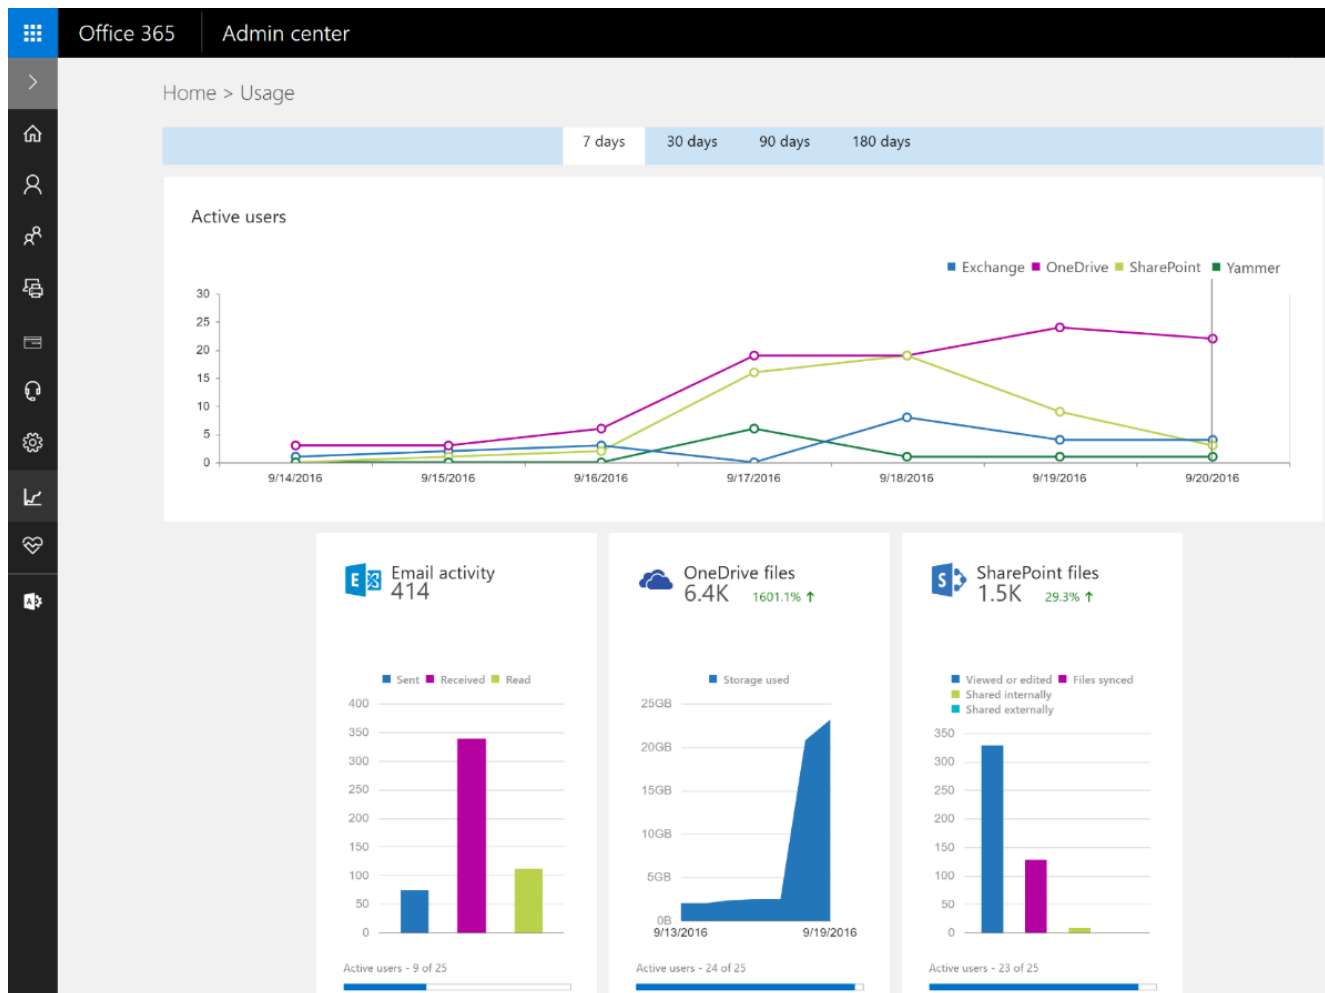 Office 365 Admin center
Home > Usage
7 days 30 days 90 days 180 days
Active users
Exchange OneDrive SharePoint Yammer
30
25
20
15
10
5
0
9/14/2016 9/15/2016 9/16/2016 9/17/2016 9/18/2016 9/19/2016 9/20/2016
E
Email activity
414
Sent Received Read
400
350
300
250
200
150
100
50
0
Active users - 9 of 25
OneDrive files
6.4K 1601.1% ↑
Storage used
25GB
20GB
15GB
10GB
5GB
0B
9/13/2016 9/19/2016
Active users - 24 of 25
S
SharePoint files
1.5K 29.3% ↑
Viewed or edited Files synced
Shared internally
Shared externally
350
300
250
200
150
100
50
0
Active users - 23 of 25
A